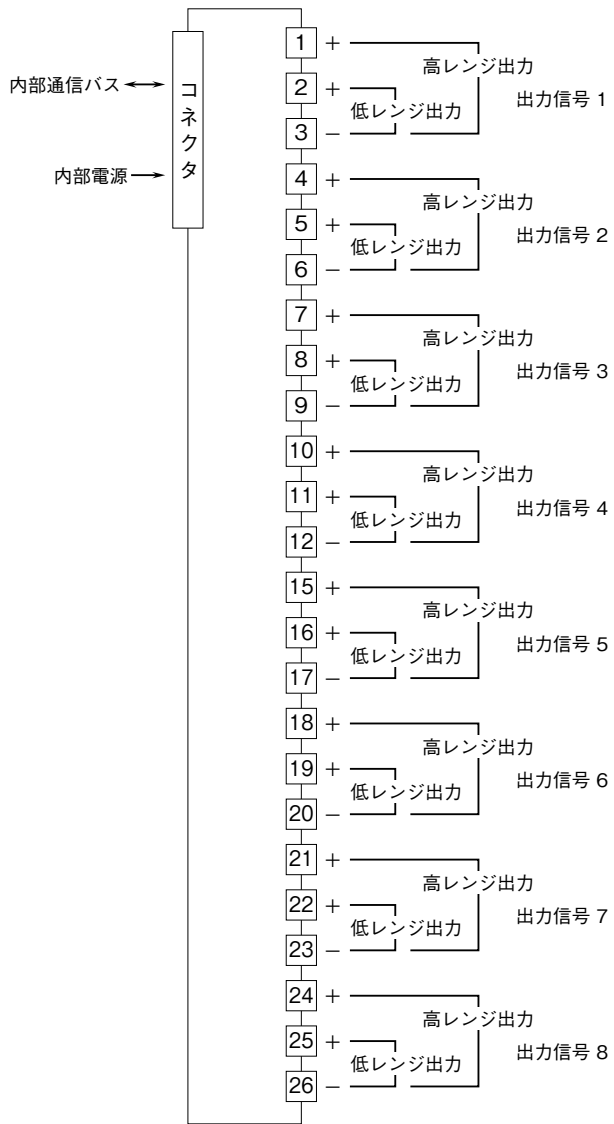 内部通信バス
内部電源
コネクタ
1 +
高レンジ出力
2 +
出力信号 1
低レンジ出力
3 −
4 +
高レンジ出力
5 +
出力信号 2
低レンジ出力
6 −
7 +
高レンジ出力
8 +
出力信号 3
低レンジ出力
9 −
10 +
高レンジ出力
11 +
出力信号 4
低レンジ出力
12 −
15 +
高レンジ出力
16 +
出力信号 5
低レンジ出力
17 −
18 +
高レンジ出力
19 +
出力信号 6
低レンジ出力
20 −
21 +
高レンジ出力
22 +
出力信号 7
低レンジ出力
23 −
24 +
高レンジ出力
25 +
出力信号 8
低レンジ出力
26 −